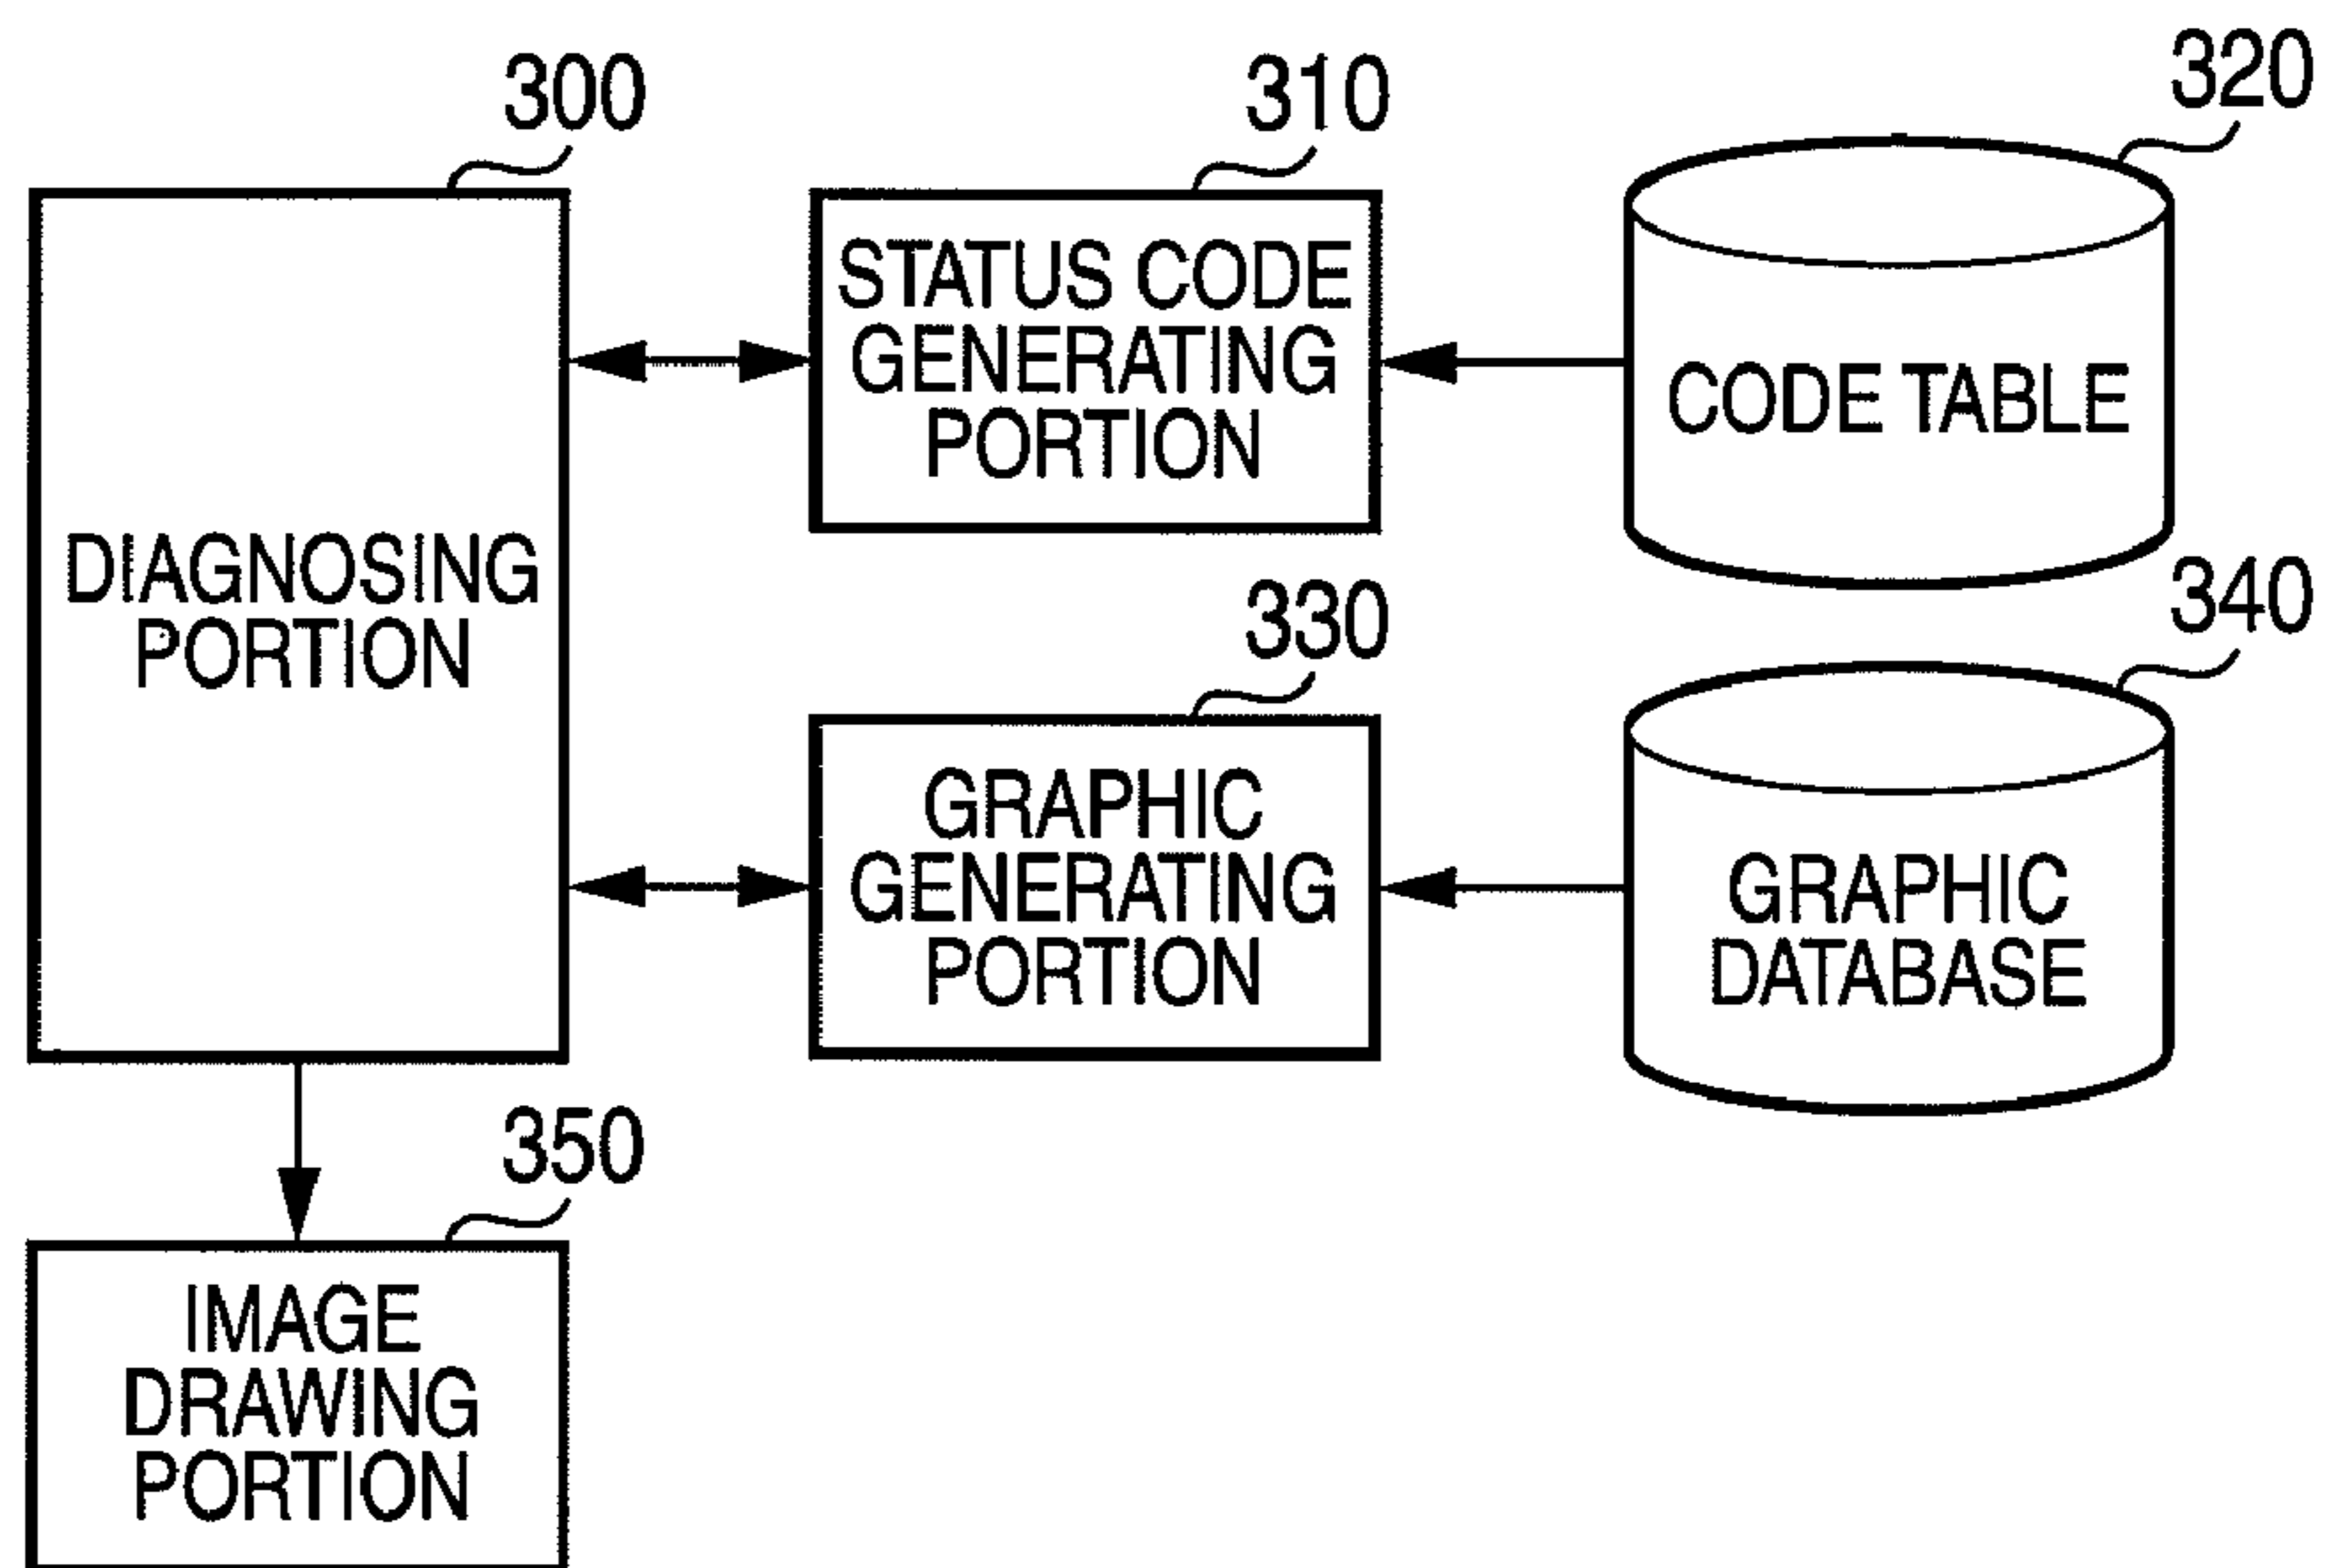 300
310
320
DIAGNOSING
PORTION
STATUS CODE
GENERATING
PORTION
CODE TABLE
330
340
GRAPHIC
GENERATING
PORTION
GRAPHIC
DATABASE
350
IMAGE
DRAWING
PORTION